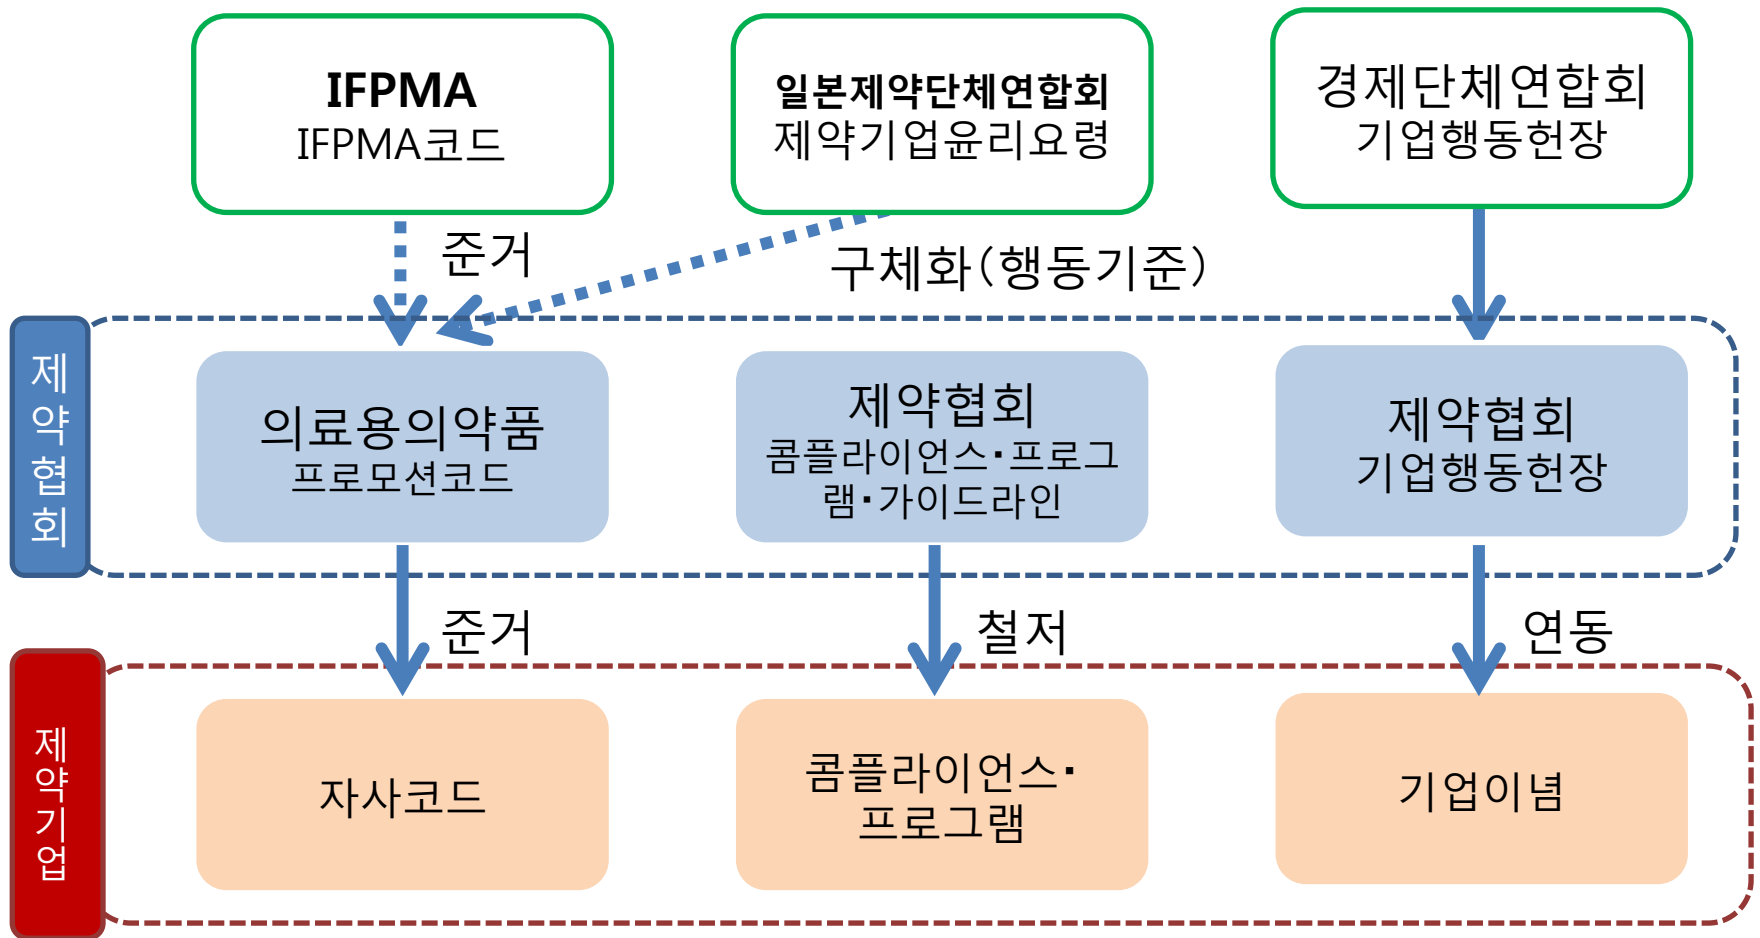 IFPMA
IFPMA코드
일본제약단체연합회
제약기업윤리요령
경제단체연합회
기업행동헌장
준거
구체화(행동기준)
제약협회
의료용의약품
프로모션코드
제약협회
콤플라이언스·프로그
램·가이드라인
제약협회
기업행동헌장
준거
철저
연동
제약기업
자사코드
콤플라이언스·
프로그램
기업이념